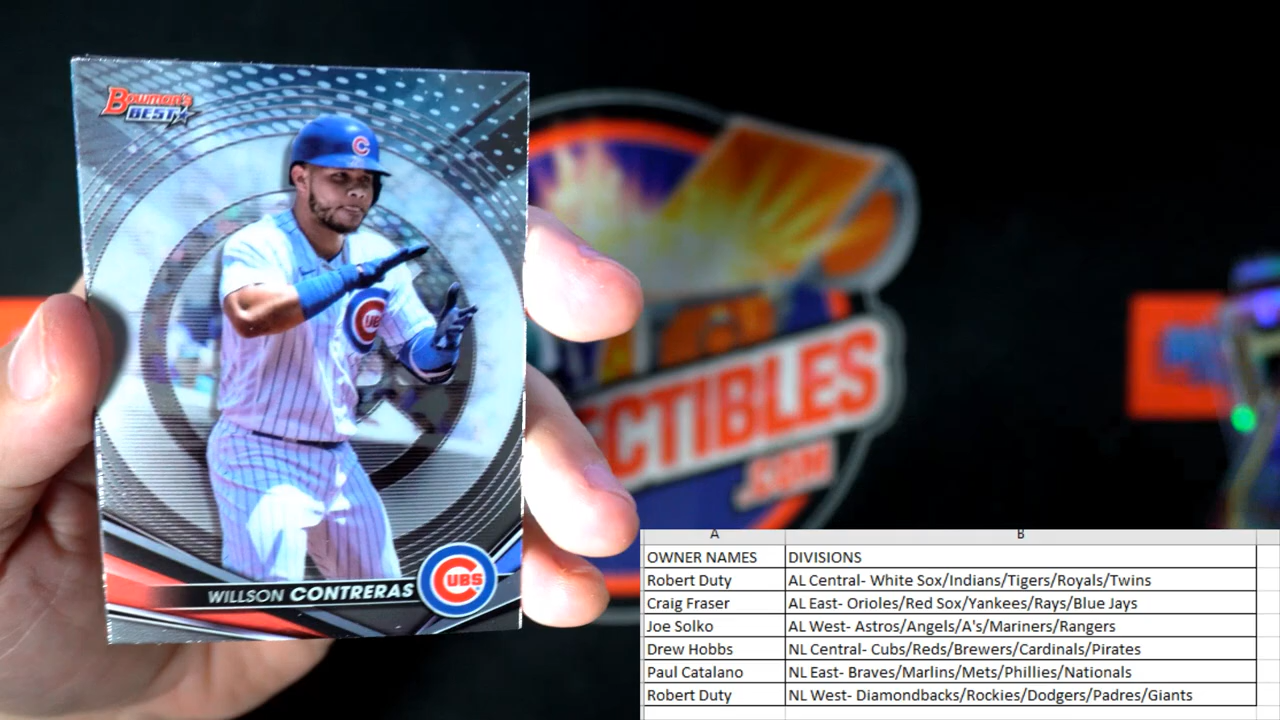 Bowman's
BEST
C
CUBS
WILLSON CONTRERAS
CUBS
ECTIBLES
.COM
A B
OWNER NAMES DIVISIONS
Robert Duty AL Central- White Sox/Indians/Tigers/Royals/Twins
Craig Fraser AL East- Orioles/Red Sox/Yankees/Rays/Blue Jays
Joe Solko AL West- Astros/Angels/A's/Mariners/Rangers
Drew Hobbs NL Central- Cubs/Reds/Brewers/Cardinals/Pirates
Paul Catalano NL East- Braves/Marlins/Mets/Phillies/Nationals
Robert Duty NL West- Diamondbacks/Rockies/Dodgers/Padres/Giants